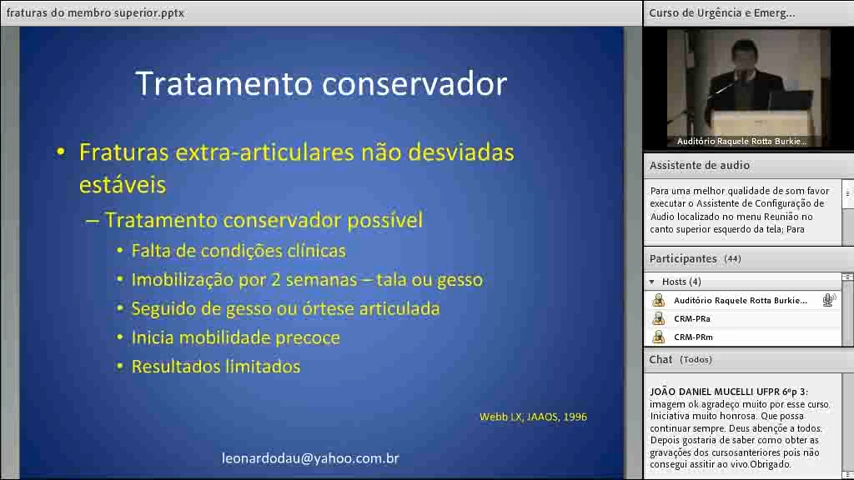 fraturas do membro superior.pptx
Tratamento conservador
• Fraturas extra-articulares não desviadas
estáveis
– Tratamento conservador possível
• Falta de condições clínicas
• Imobilização por 2 semanas – tala ou gesso
• Seguido de gesso ou órtese articulada
• Inicia mobilidade precoce
• Resultados limitados
Webb LX, JAAOS, 1996
leonardodau@yahoo.com.br
Curso de Urgência e Emerg...
Auditório Raquele Rotta Burkie...
Assistente de audio
Para uma melhor qualidade de som favor
executar o Assistente de Configuração de
Audio localizado no menu Reunião no
canto superior esquerdo da tela; Para
Participantes (44)
Hosts (4)
Auditório Raquele Rotta Burkie...
CRM-PRa
CRM-PRm
Chat (Todos)
JOÃO DANIEL MUCELLI UFPR 6ºp 3:
imagem ok agradeço muito por esse curso.
Iniciativa muito honrosa. Que possa
continuar sempre. Deus abençõe a todos.
Depois gostaria de saber como obter as
gravações dos cursosanteriores pois não
consegui assitir ao vivo.Obrigado.